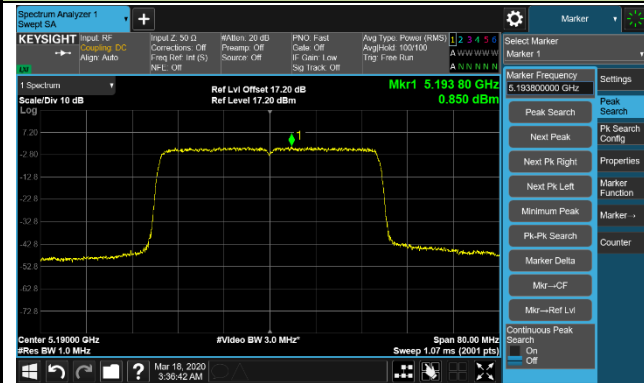 Spectrum Analyzer 1
Swept SA
Marker
KEYSIGHT
Input: RF
Coupling: DC
Align: Auto
Input Z: 50 Ω
Corrections: Off
Freq Ref: Int (S)
NFE: Off
#Atten: 20 dB
Preamp: Off
Source: Off
PNO: Fast
Gate: Off
IF Gain: Low
Sig Track: Off
Avg Type: Power (RMS)
Avg|Hold: 100/100
Trig: Free Run
1 2 3 4 5 6
A W W W W W
A N N N N N
Select Marker
Marker 1
1 Spectrum
Scale/Div 10 dB
Log
Ref Lvl Offset 17.20 dB
Ref Level 17.20 dBm
Mkr1 5.193 80 GHz
0.850 dBm
7.20
-2.80
-12.8
-22.8
-32.8
-42.8
-52.8
-62.8
-72.8
1
Center 5.19000 GHz
#Res BW 1.0 MHz
#Video BW 3.0 MHz*
Span 80.00 MHz
Sweep 1.07 ms (2001 pts)
Marker Frequency
5.193800000 GHz
Peak Search
Next Peak
Next Pk Right
Next Pk Left
Minimum Peak
Pk-Pk Search
Marker Delta
Mkr→CF
Mkr→Ref Lvl
Continuous Peak
Search
On
Off
Settings
Peak
Search
Pk Search
Config
Properties
Marker
Function
Marker→
Counter
Mar 18, 2020
3:36:42 AM